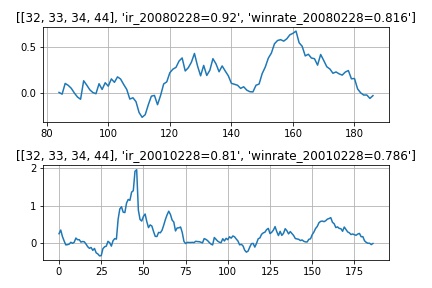 [[32, 33, 34, 44], 'ir_20080228=0.92', 'winrate_20080228=0.816']
0.5
0.0
80 100 120 140 160 180
[[32, 33, 34, 44], 'ir_20010228=0.81', 'winrate_20010228=0.786']
2
1
0
0 25 50 75 100 125 150 175